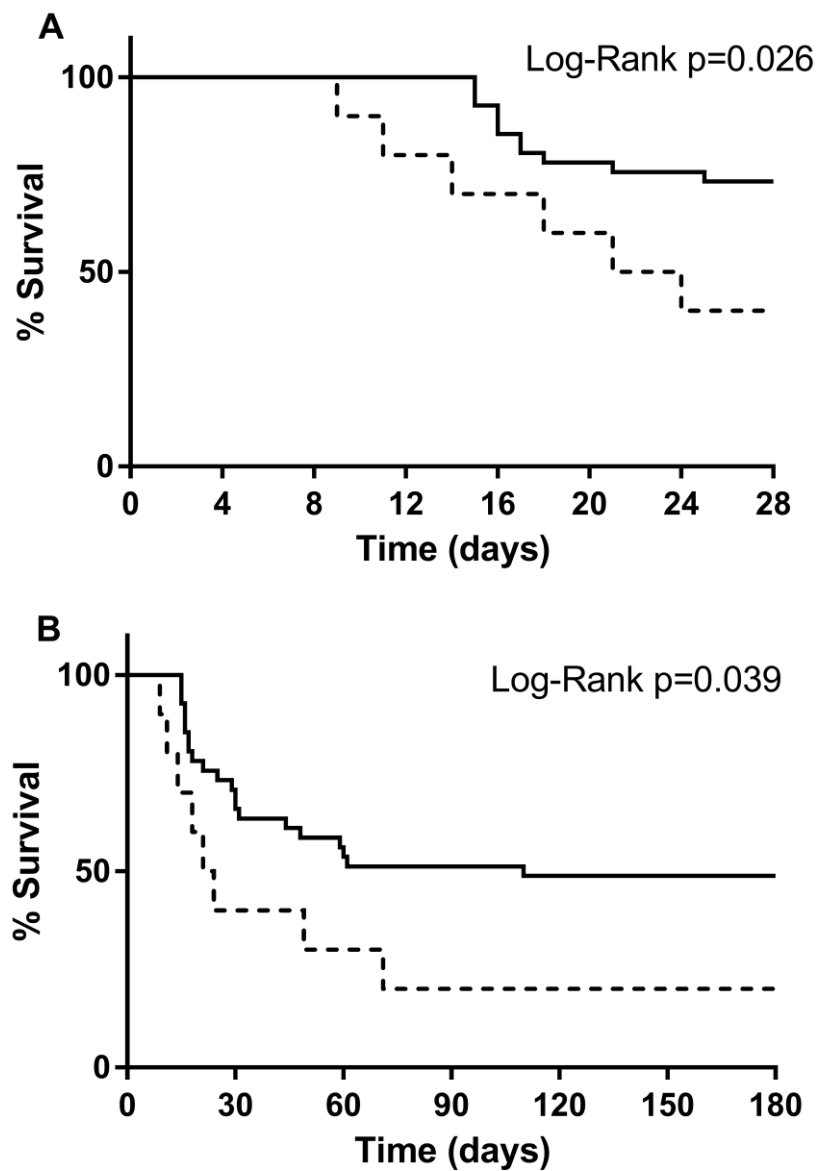 A
Log-Rank p=0.026
100
50
0
% Survival
0 4 8 12 16 20 24 28
Time (days)
B
Log-Rank p=0.039
100
50
0
% Survival
0 30 60 90 120 150 180
Time (days)